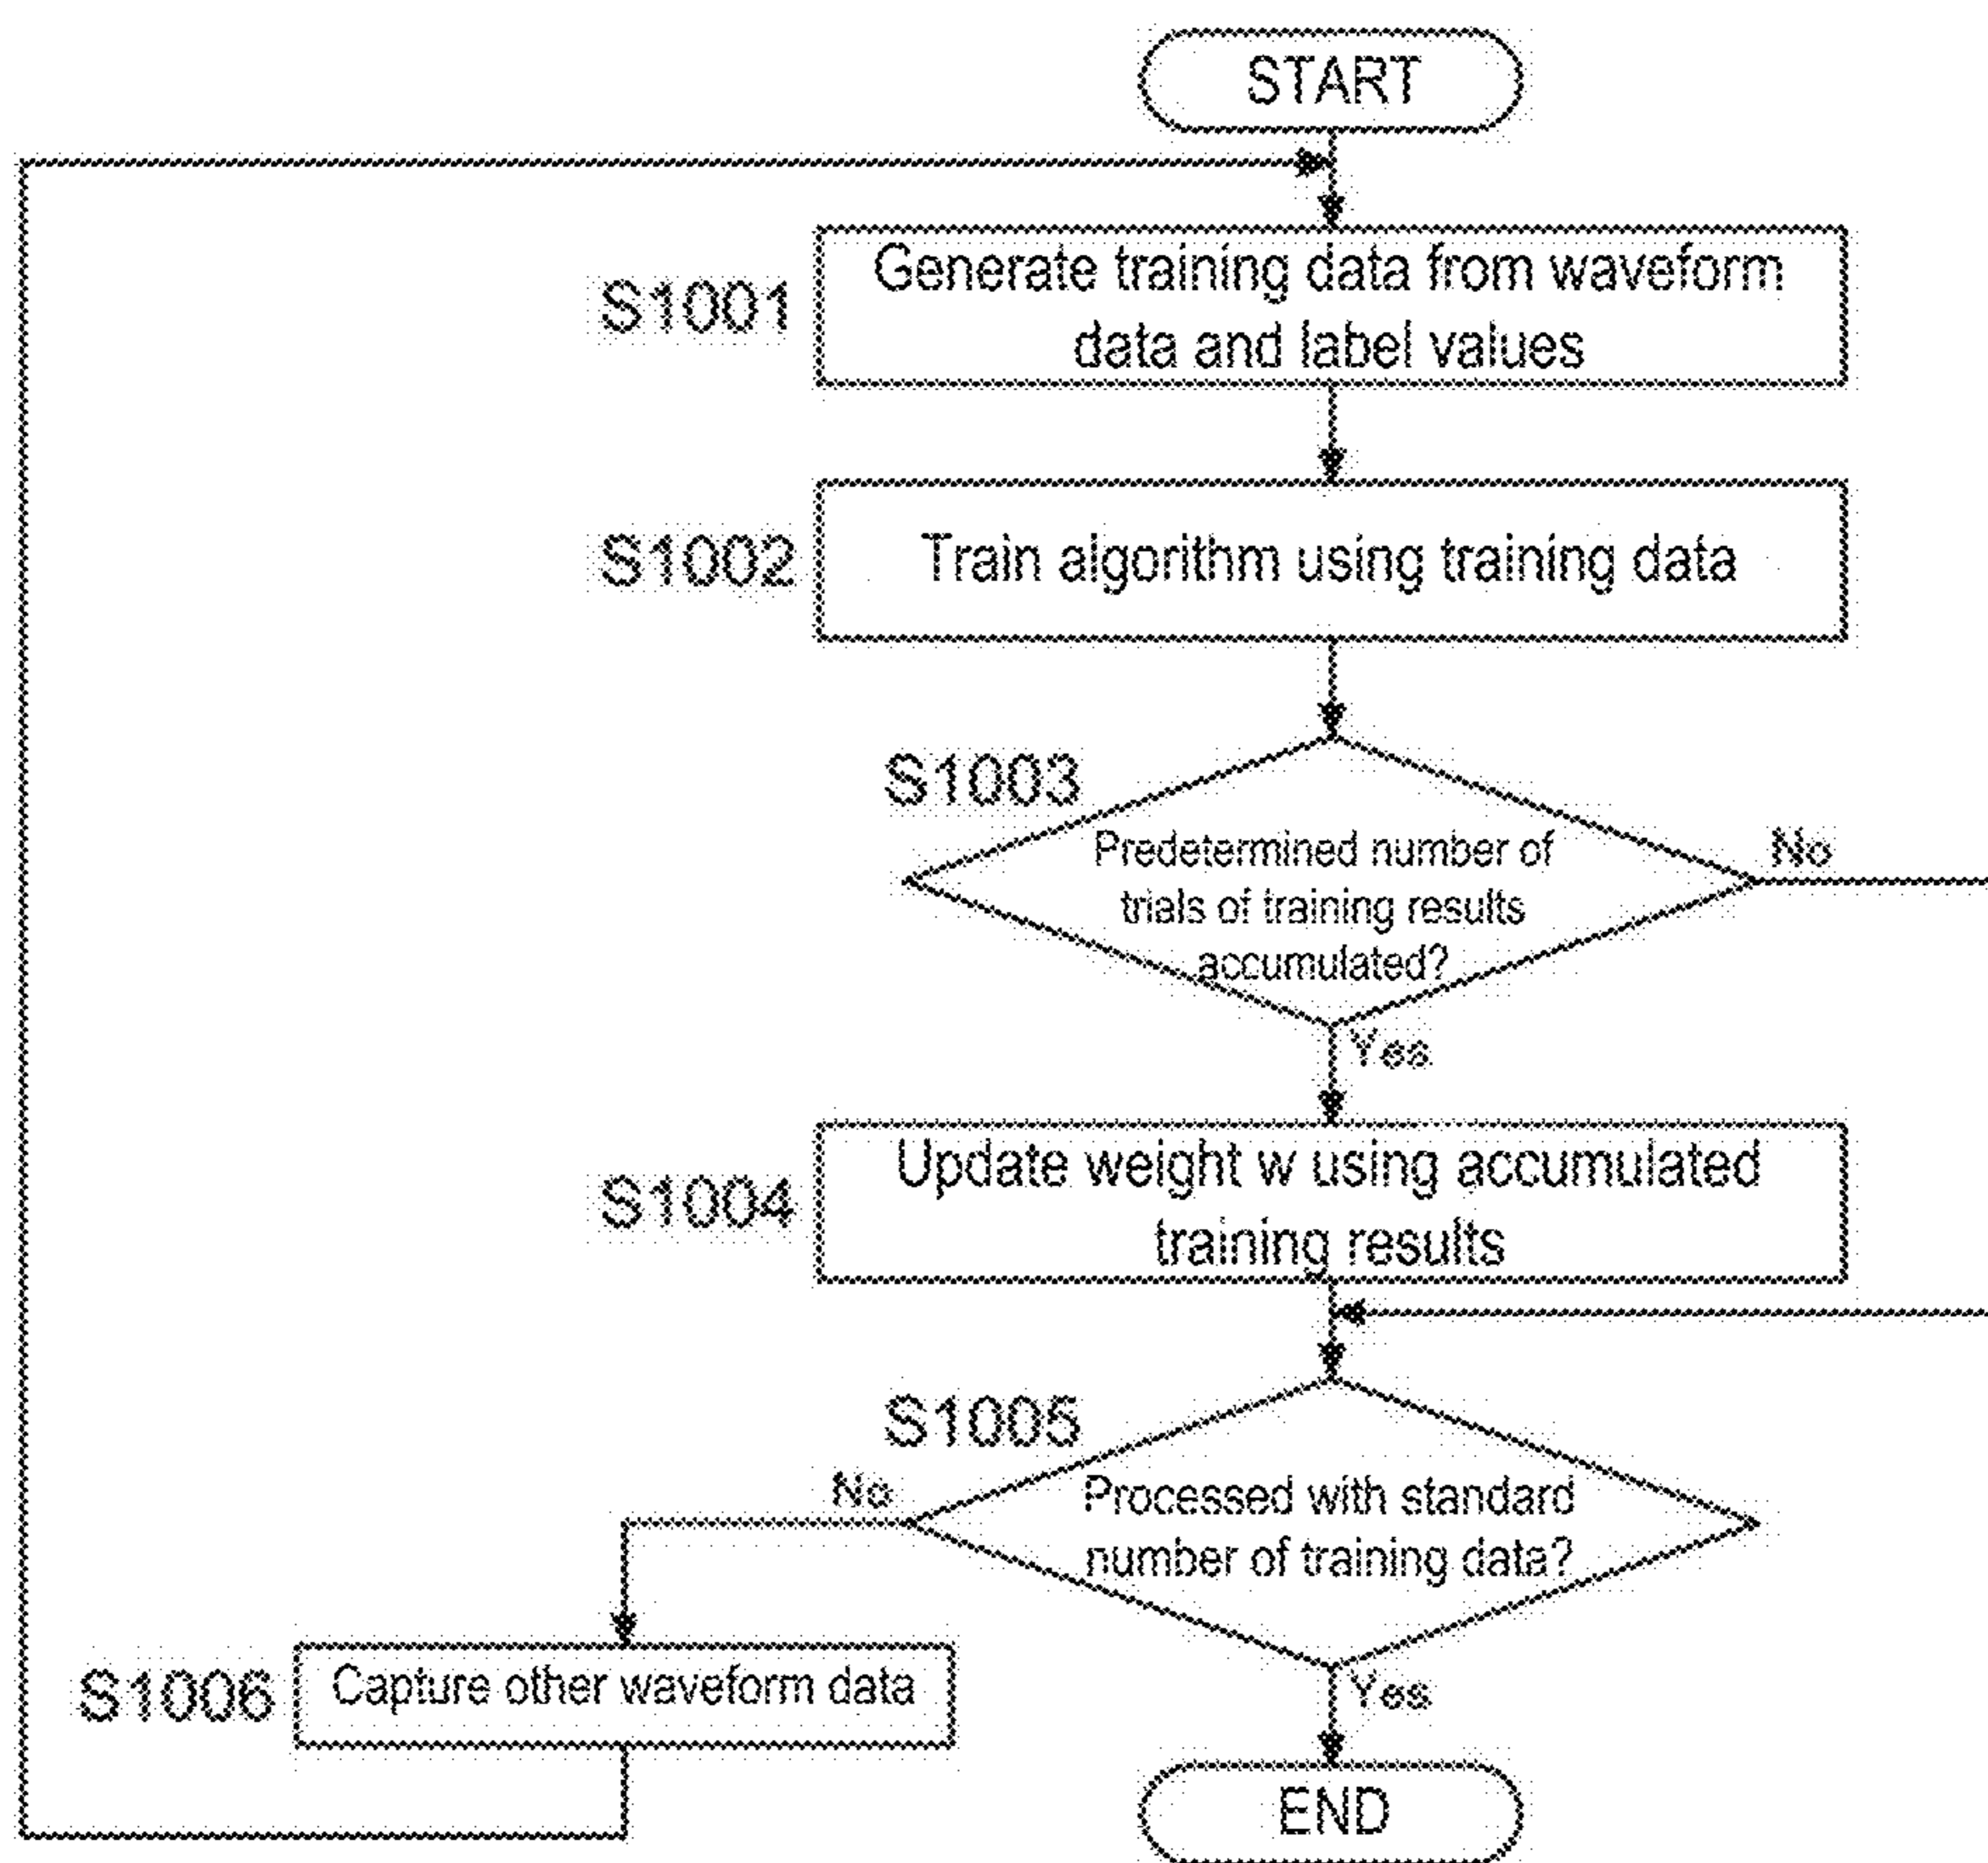 START
S1001
Generate training data from waveform
data and label values
S1002
Train algorithm using training data
S1003
Predetermined number of
trials of training results
accumulated?
No
Yes
S1004
Update weight w using accumulated
training results
S1005
No
Processed with standard
number of training data?
S1006
Capture other waveform data
Yes
END